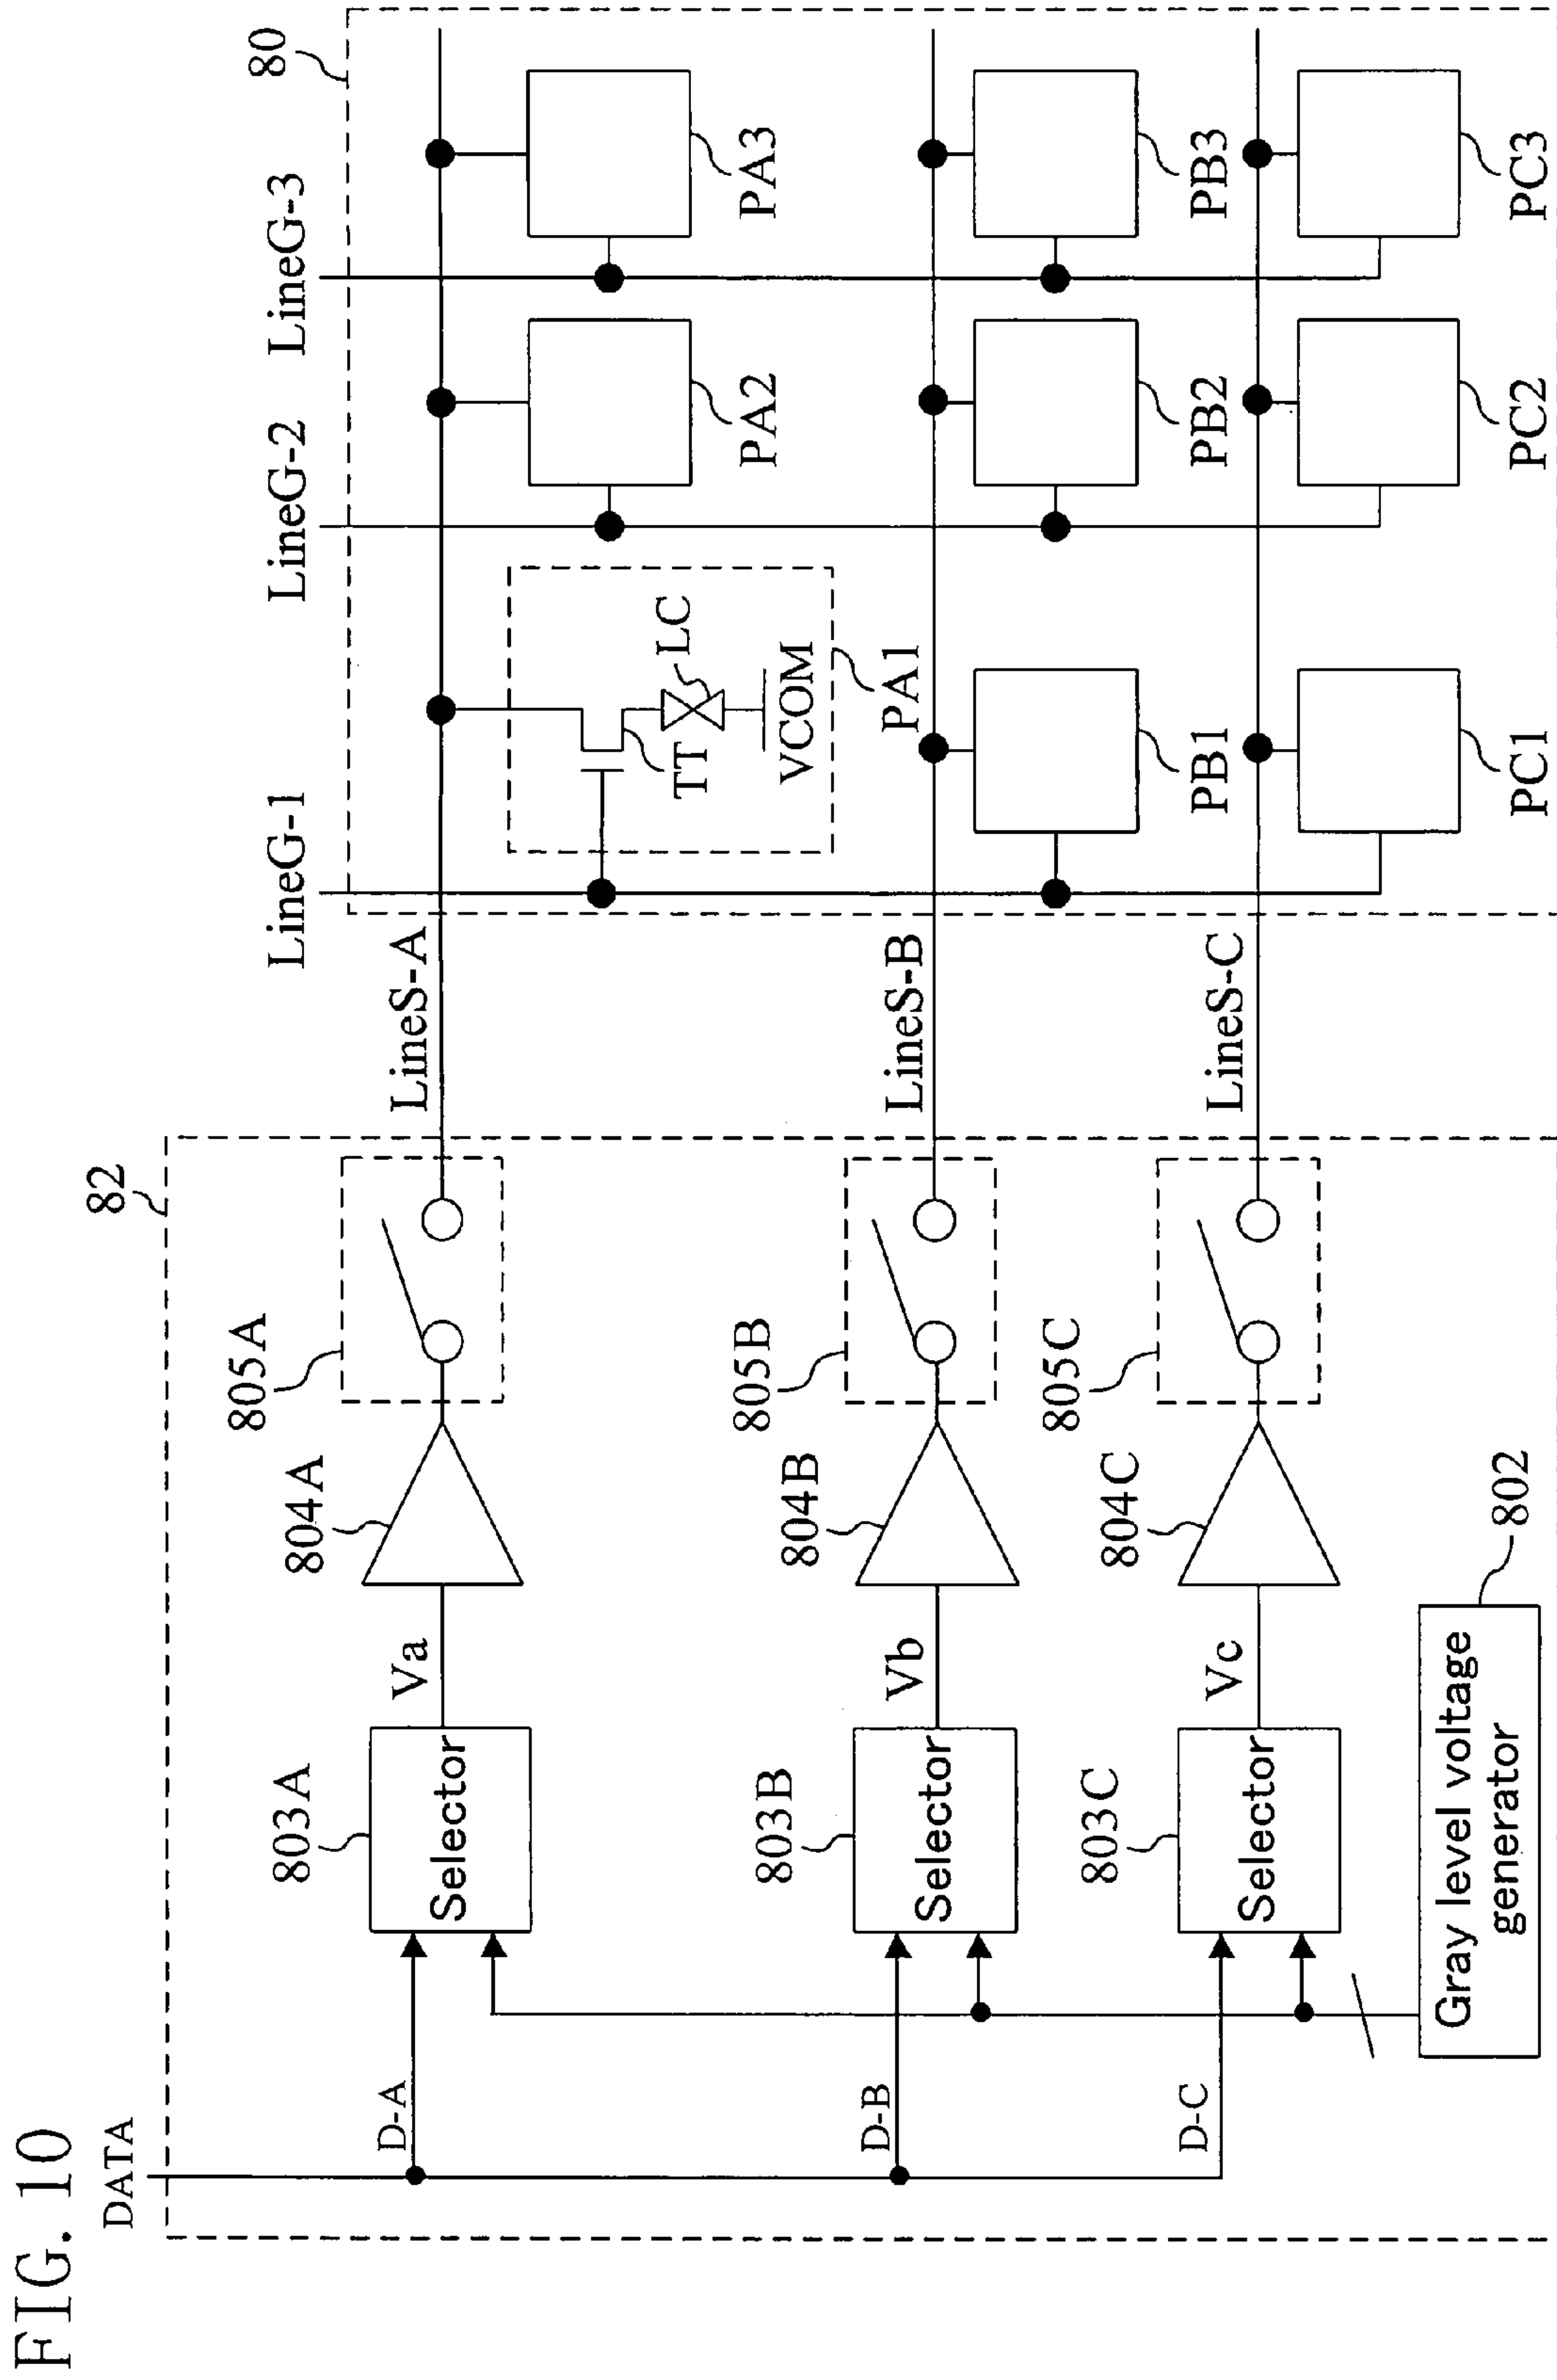 FIG. 10
DATA
82
80
LineG-1
LineG-2
LineG-3
D-A
803A
Selector
Va
804A
805A
LineS-A
TT
LC
VCOM
PA1
PA2
PA3
D-B
803B
Selector
Vb
804B
805B
LineS-B
PB1
PB2
PB3
D-C
803C
Selector
Vc
804C
805C
LineS-C
PC1
PC2
PC3
Gray level voltage
generator
802